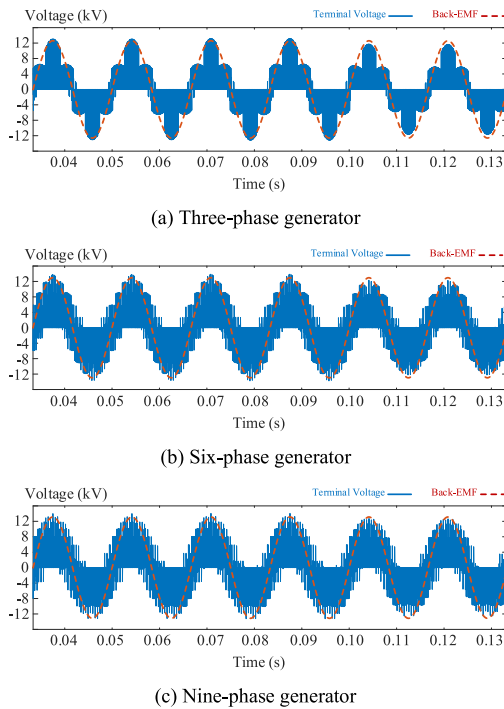 Voltage (kV) Terminal Voltage Back-EMF
12
8
4
0
-4
-8
-12
0.04 0.05 0.06 0.07 0.08 0.09 0.10 0.11 0.12 0.13
Time (s)
(a) Three-phase generator
Voltage (kV) Terminal Voltage Back-EMF
12
8
4
0
-4
-8
-12
0.04 0.05 0.06 0.07 0.08 0.09 0.10 0.11 0.12 0.13
Time (s)
(b) Six-phase generator
Voltage (kV) Terminal Voltage Back-EMF
12
8
4
0
-4
-8
-12
0.04 0.05 0.06 0.07 0.08 0.09 0.10 0.11 0.12 0.13
Time (s)
(c) Nine-phase generator